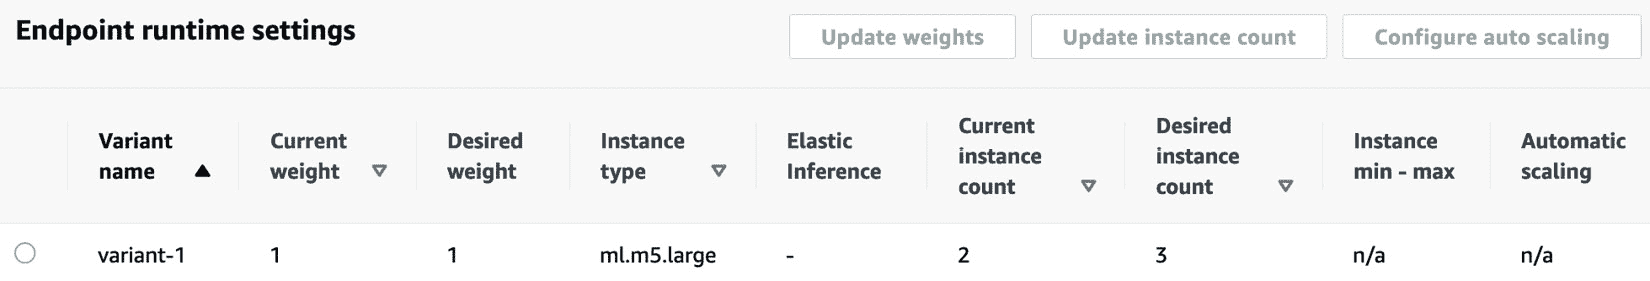 Endpoint runtime settings
Update weights
Update instance count
Configure auto scaling
Variant
name
Current
weight
Desired
weight
Instance
type
Elastic
Inference
Current
instance
count
Desired
instance
count
Instance
min - max
Automatic
scaling
variant-1 1 1 ml.m5.large - 2 3 n/a n/a